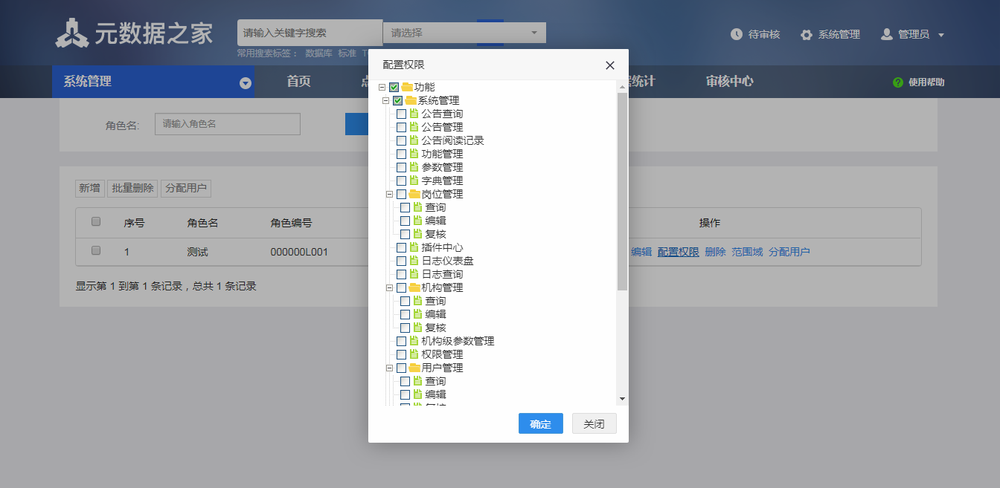 元数据之家
请输入关键字搜索
请选择
待审核
系统管理
管理员
常用搜索标签： 数据库 标准 T
系统管理
首页
统计
审核中心
使用帮助
角色名:
请输入角色名
新增
批量删除
分配用户
序号 角色名 角色编号 操作
1 测试 000000L001 编辑 配置权限 删除 范围域 分配用户
显示第 1 到第 1 条记录，总共 1 条记录
配置权限
功能
系统管理
公告查询
公告管理
公告阅读记录
功能管理
参数管理
字典管理
岗位管理
查询
编辑
复核
插件中心
日志仪表盘
日志查询
机构管理
查询
编辑
复核
机构级参数管理
权限管理
用户管理
查询
编辑
确定
关闭